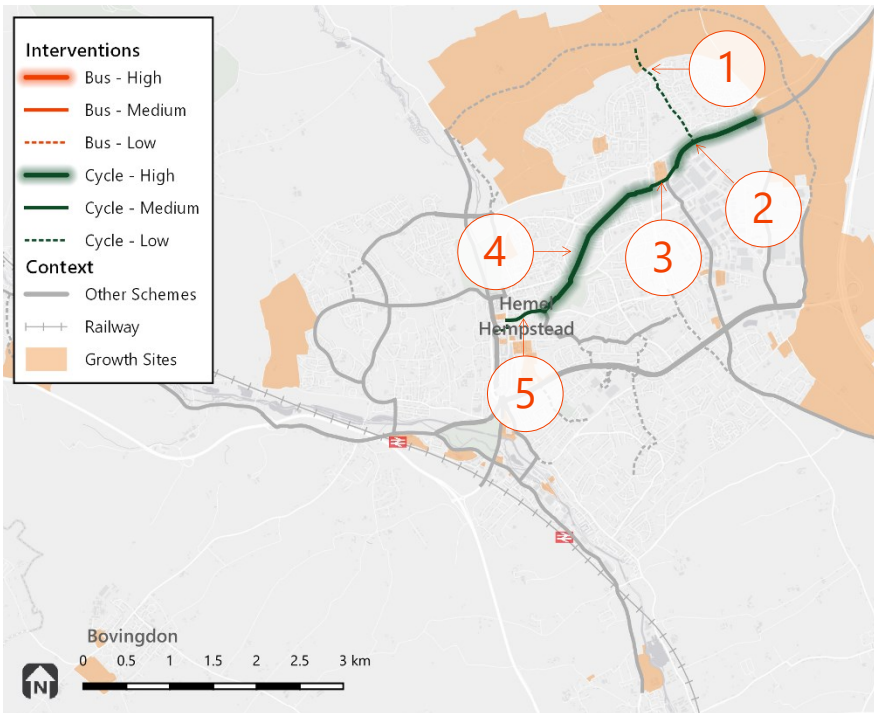 Interventions
Bus - High
Bus - Medium
Bus - Low
Cycle - High
Cycle - Medium
Cycle - Low
Context
Other Schemes
Railway
Growth Sites
1
2
3
4
5
Hemel
Hempstead
Bovingdon
0 0.5 1 1.5 2 2.5 3 km
N